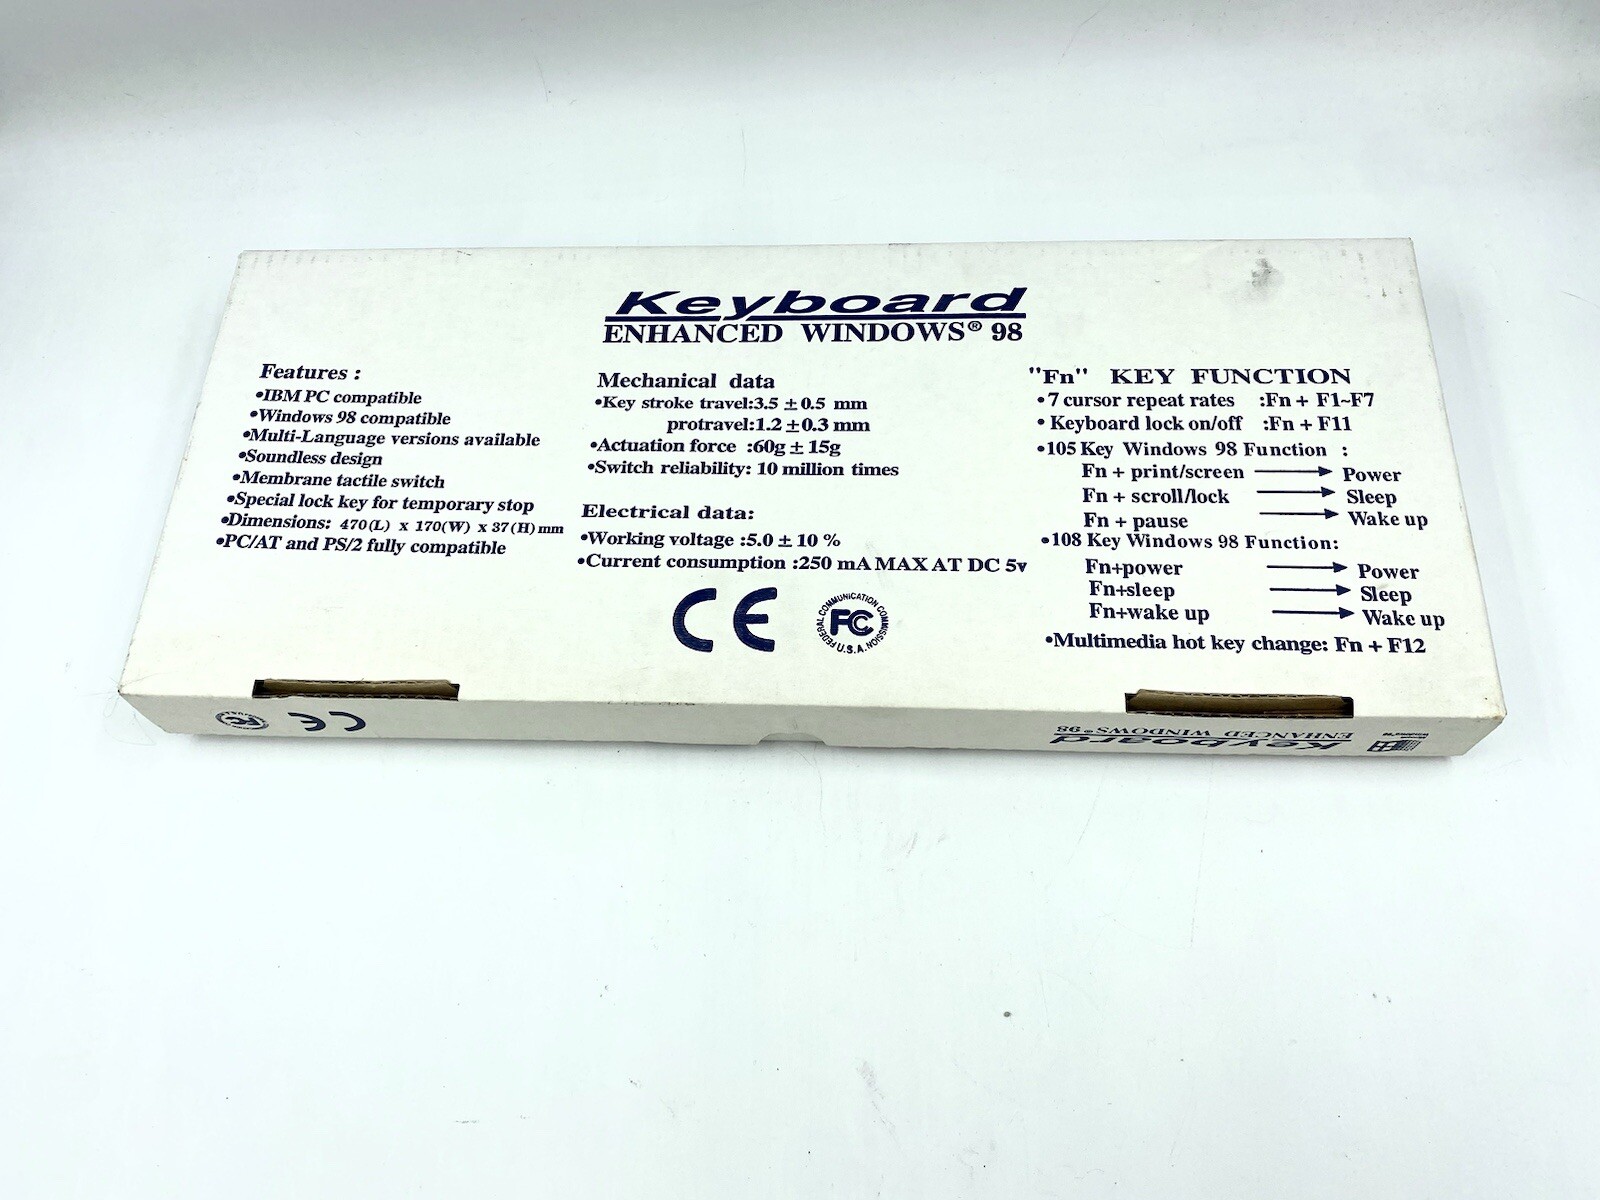 Keyboard
ENHANCED WINDOWS® 98
Features :
•IBM PC compatible
•Windows 98 compatible
•Multi-Language versions available
•Soundless design
•Membrane tactile switch
•Special lock key for temporary stop
•Dimensions: 470(L) x 170(W) x 37(H) mm
•PC/AT and PS/2 fully compatible
Mechanical data
•Key stroke travel:3.5 ± 0.5 mm
protravel:1.2 ± 0.3 mm
•Actuation force :60g ± 15g
•Switch reliability: 10 million times
Electrical data:
•Working voltage :5.0 ± 10 %
•Current consumption :250 mA MAX AT DC 5v
CE
FEDERAL COMMUNICATION COMMISSION
FCC
U.S.A.
"Fn" KEY FUNCTION
•7 cursor repeat rates :Fn + F1~F7
•Keyboard lock on/off :Fn + F11
•105 Key Windows 98 Function :
Fn + print/screen → Power
Fn + scroll/lock → Sleep
Fn + pause → Wake up
•108 Key Windows 98 Function:
Fn+power → Power
Fn+sleep → Sleep
Fn+wake up → Wake up
•Multimedia hot key change: Fn + F12
Keyboard
ENHANCED WINDOWS® 98
CE
FC